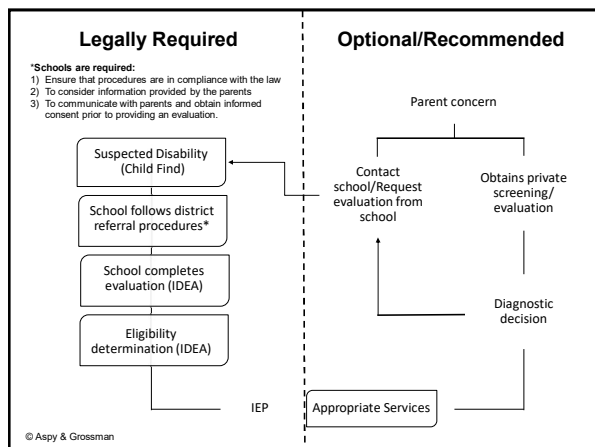 Legally Required
*Schools are required:
1) Ensure that procedures are in compliance with the law
2) To consider information provided by the parents
3) To communicate with parents and obtain informed
consent prior to providing an evaluation.
Suspected Disability
(Child Find)
School follows district
referral procedures*
School completes
evaluation (IDEA)
Eligibility
determination (IDEA)
IEP
© Aspy & Grossman
Optional/Recommended
Parent concern
Contact
school/Request
evaluation from
school
Obtains private
screening/
evaluation
Diagnostic
decision
Appropriate Services